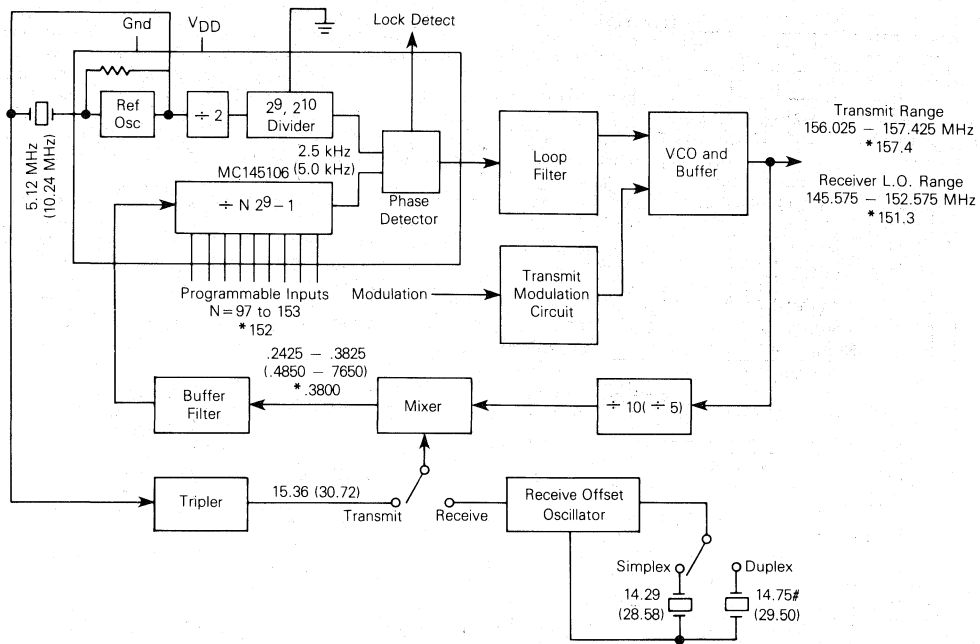 Gnd
VDD
Lock Detect
Ref
Osc
÷ 2
2⁹, 2¹⁰
Divider
2.5 kHz
(5.0 kHz)
MC145106
÷ N 2⁹ – 1
Phase
Detector
5.12 MHz
(10.24 MHz)
Loop
Filter
VCO and
Buffer
Transmit Range
156.025 – 157.425 MHz
*157.4
Receiver L.O. Range
145.575 – 152.575 MHz
*151.3
Programmable Inputs
N = 97 to 153
*152
Modulation
Transmit
Modulation
Circuit
.2425 – .3825
(.4850 – 7650)
*.3800
Buffer
Filter
Mixer
÷ 10(÷ 5)
Tripler
15.36 (30.72)
Transmit
Receive
Receive Offset
Oscillator
Simplex
Duplex
14.29
(28.58)
14.75#
(29.50)